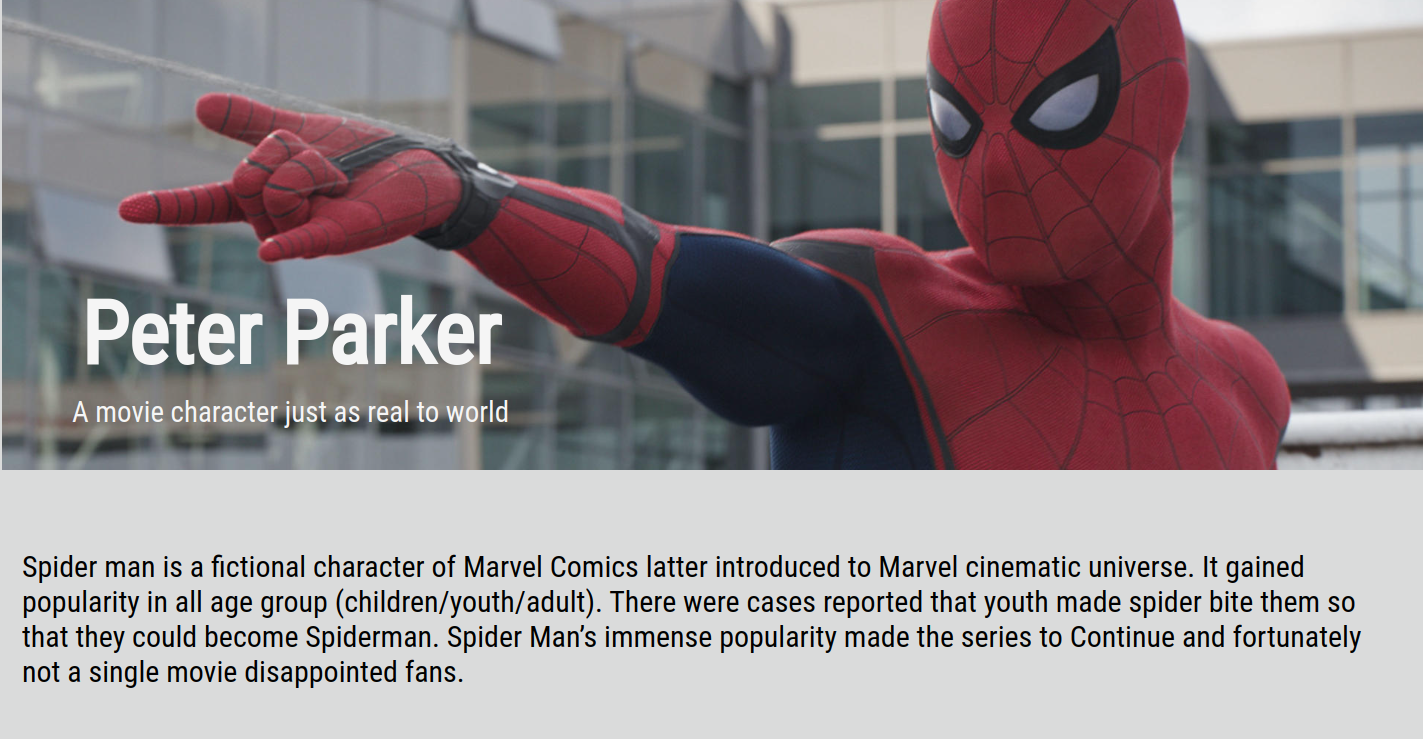 Peter Parker
A movie character just as real to world
Spider man is a fictional character of Marvel Comics latter introduced to Marvel cinematic universe. It gained
popularity in all age group (children/youth/adult). There were cases reported that youth made spider bite them so
that they could become Spiderman. Spider Man’s immense popularity made the series to Continue and fortunately
not a single movie disappointed fans.